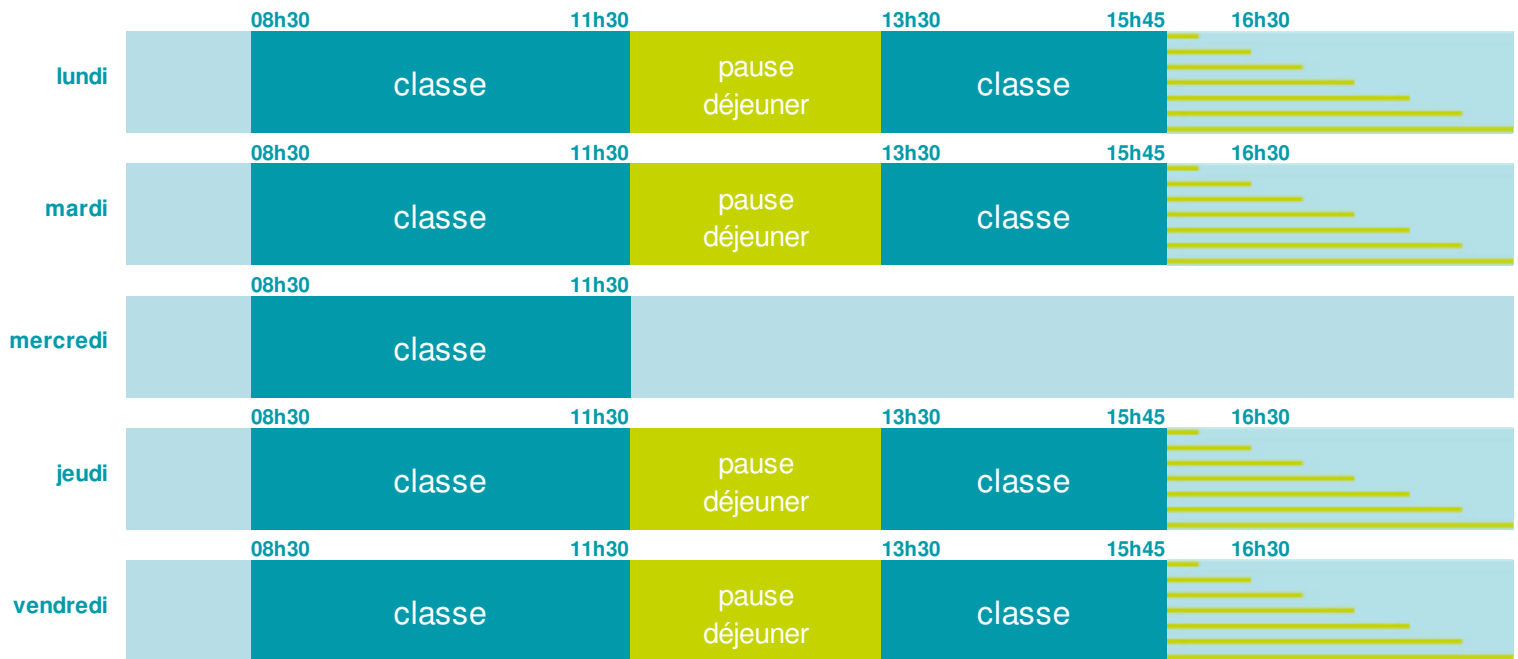 08h30 11h30 13h30 15h45 16h30
lundi classe pause déjeuner classe
08h30 11h30 13h30 15h45 16h30
mardi classe pause déjeuner classe
08h30 11h30
mercredi classe
08h30 11h30 13h30 15h45 16h30
jeudi classe pause déjeuner classe
08h30 11h30 13h30 15h45 16h30
vendredi classe pause déjeuner classe